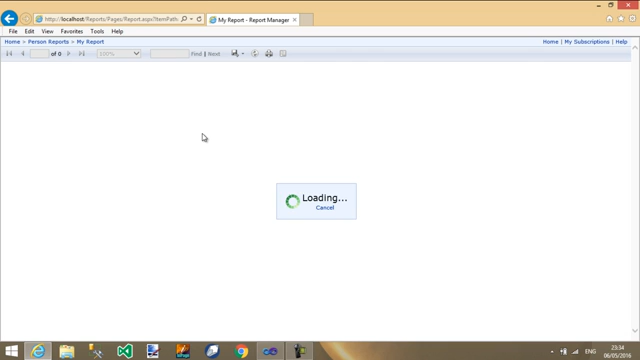 http://localhost/Reports/Pages/Report.aspx?ItemPath
My Report - Report Manager
File Edit View Favorites Tools Help
Home > Person Reports > My Report
Home | My Subscriptions | Help
of 0
100%
Find | Next
Loading...
Cancel
ENG
23:34
06/05/2016